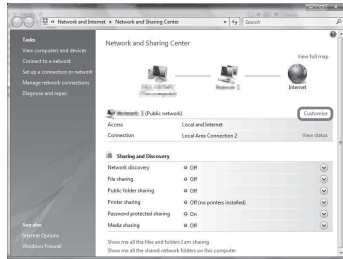 Network and Internet ▸ Network and Sharing Center
Search
Tasks
View computers and devices
Connect to a network
Set up a connection or network
Manage network connections
Diagnose and repair
See also
Internet Options
Windows Firewall
Network and Sharing Center
View full map
Internet
(Public network)
Customize
Access Local and Internet
Connection Local Area Connection 2 View status
Sharing and Discovery
Network discovery Off
File sharing Off
Public folder sharing Off
Printer sharing Off (no printers installed)
Password protected sharing On
Media sharing Off
Show me all the files and folders I am sharing
Show me all the shared network folders on this computer